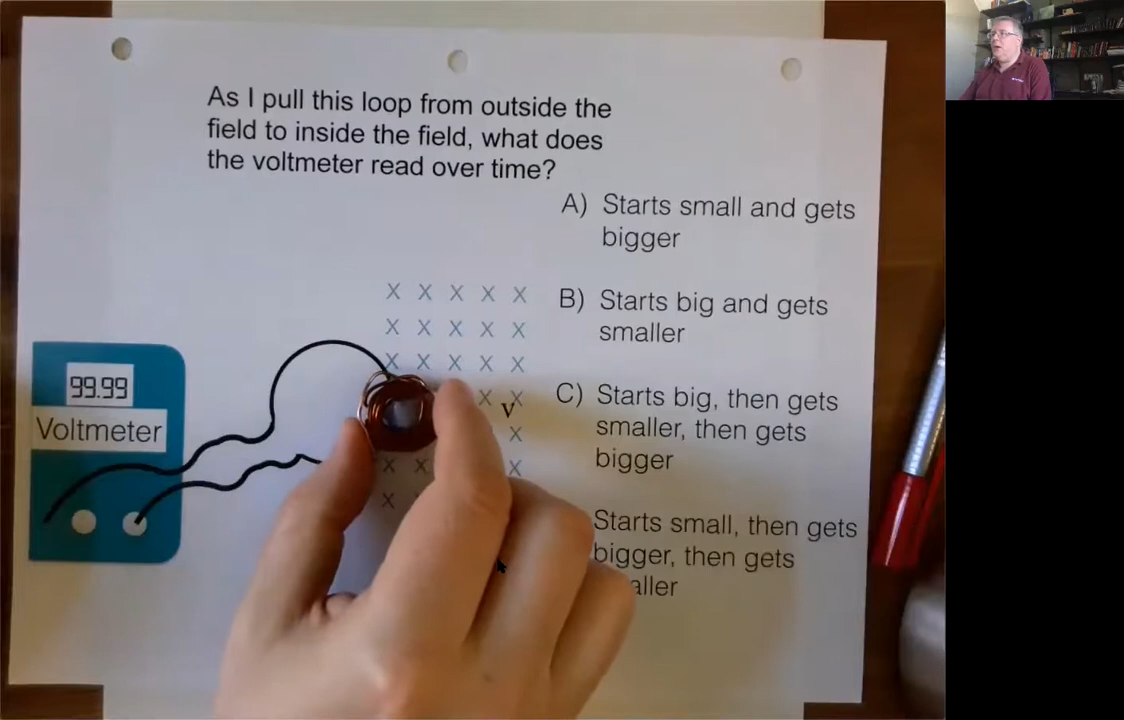 As I pull this loop from outside the
field to inside the field, what does
the voltmeter read over time?
A) Starts small and gets
bigger
B) Starts big and gets
smaller
C) Starts big, then gets
smaller, then gets
bigger
Starts small, then gets
bigger, then gets
aller
X X X X X
X X X X X
X X X X X
X X
v
X
X X X
X
99.99
Voltmeter